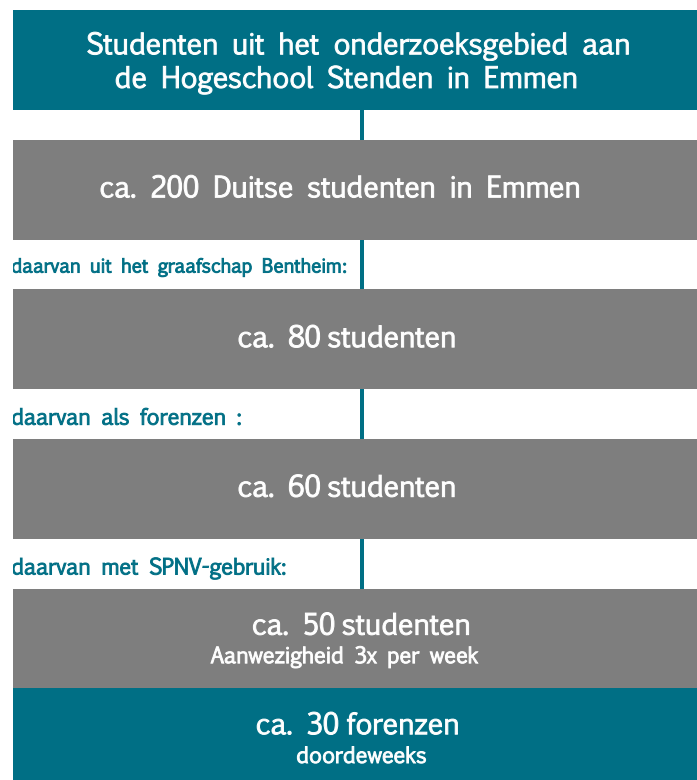 Studenten uit het onderzoeksgebied aan
de Hogeschool Stenden in Emmen
ca. 200 Duitse studenten in Emmen
daarvan uit het graafschap Bentheim:
ca. 80 studenten
daarvan als forenzen :
ca. 60 studenten
daarvan met SPNV-gebruik:
ca. 50 studenten
Aanwezigheid 3x per week
ca. 30 forenzen
doordeweeks